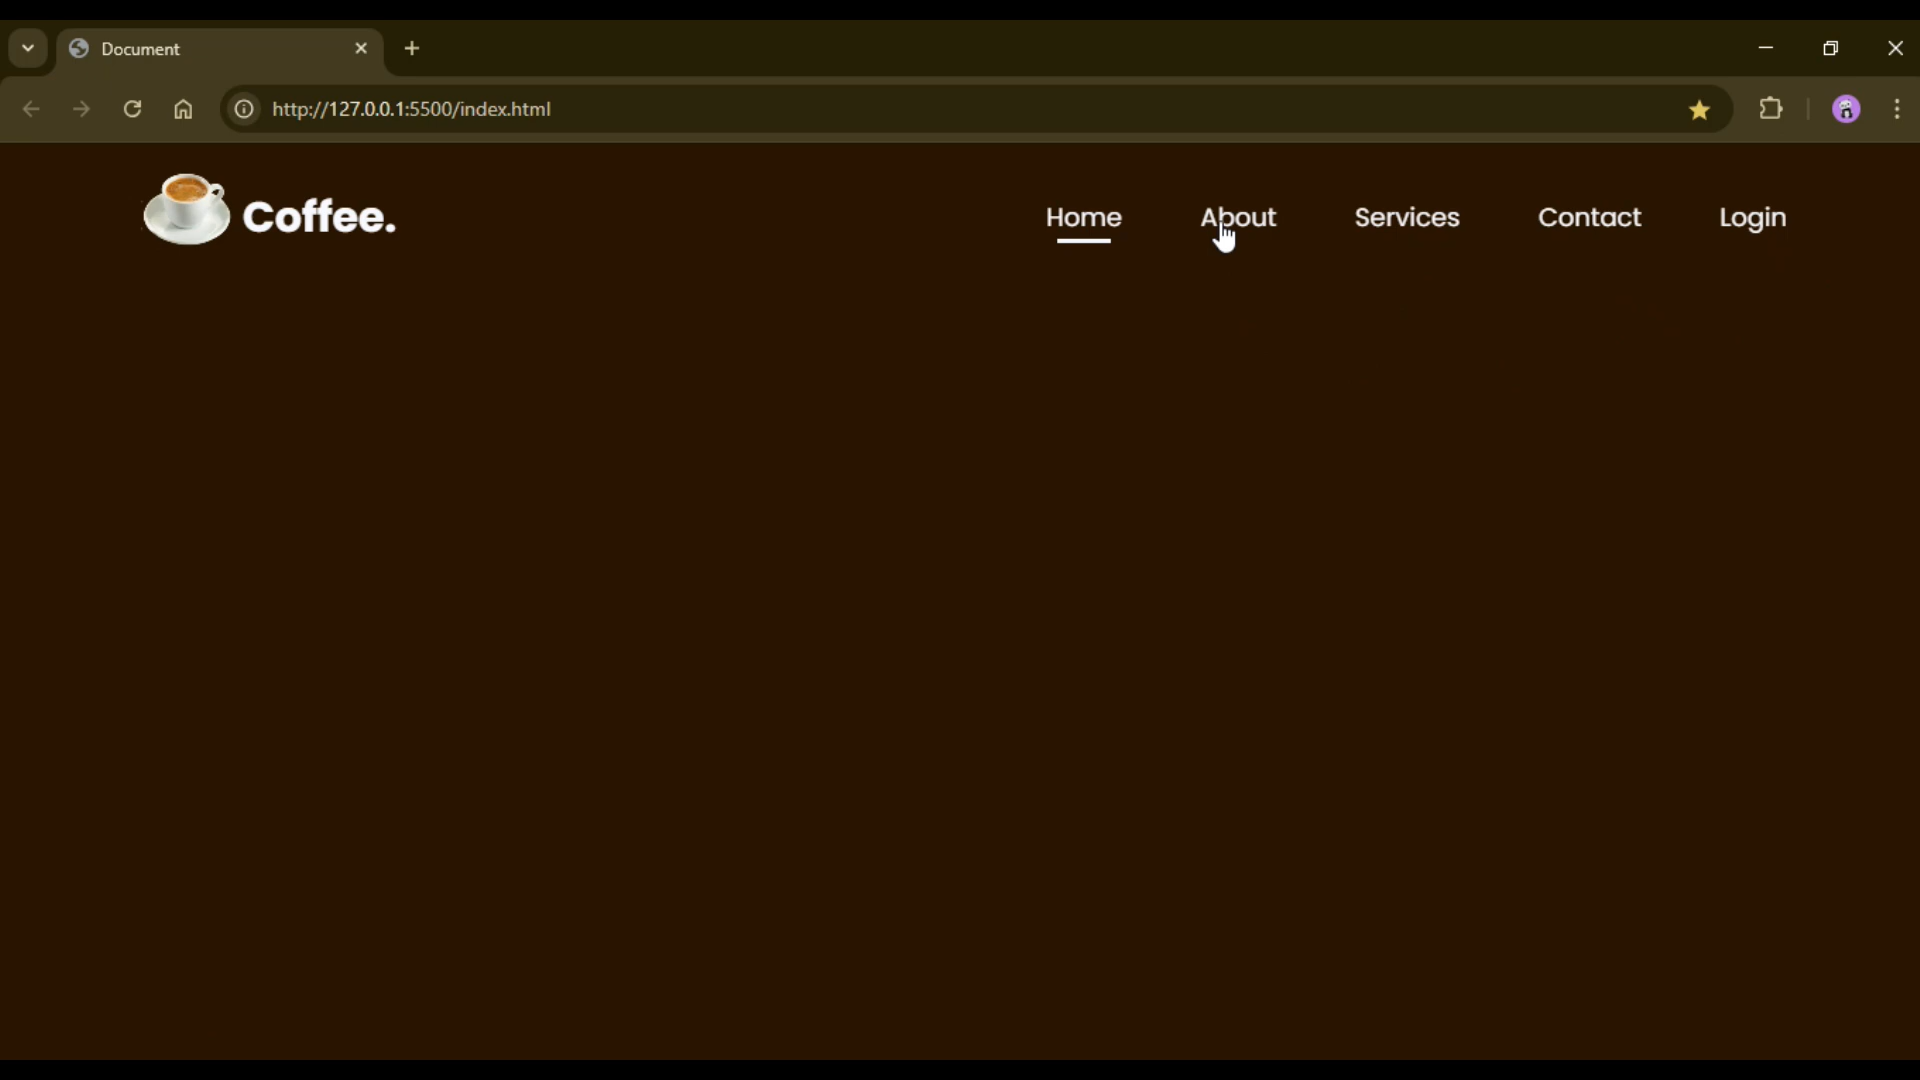 Document
http://127.0.0.1:5500/index.html
Coffee.
Home About Services Contact Login